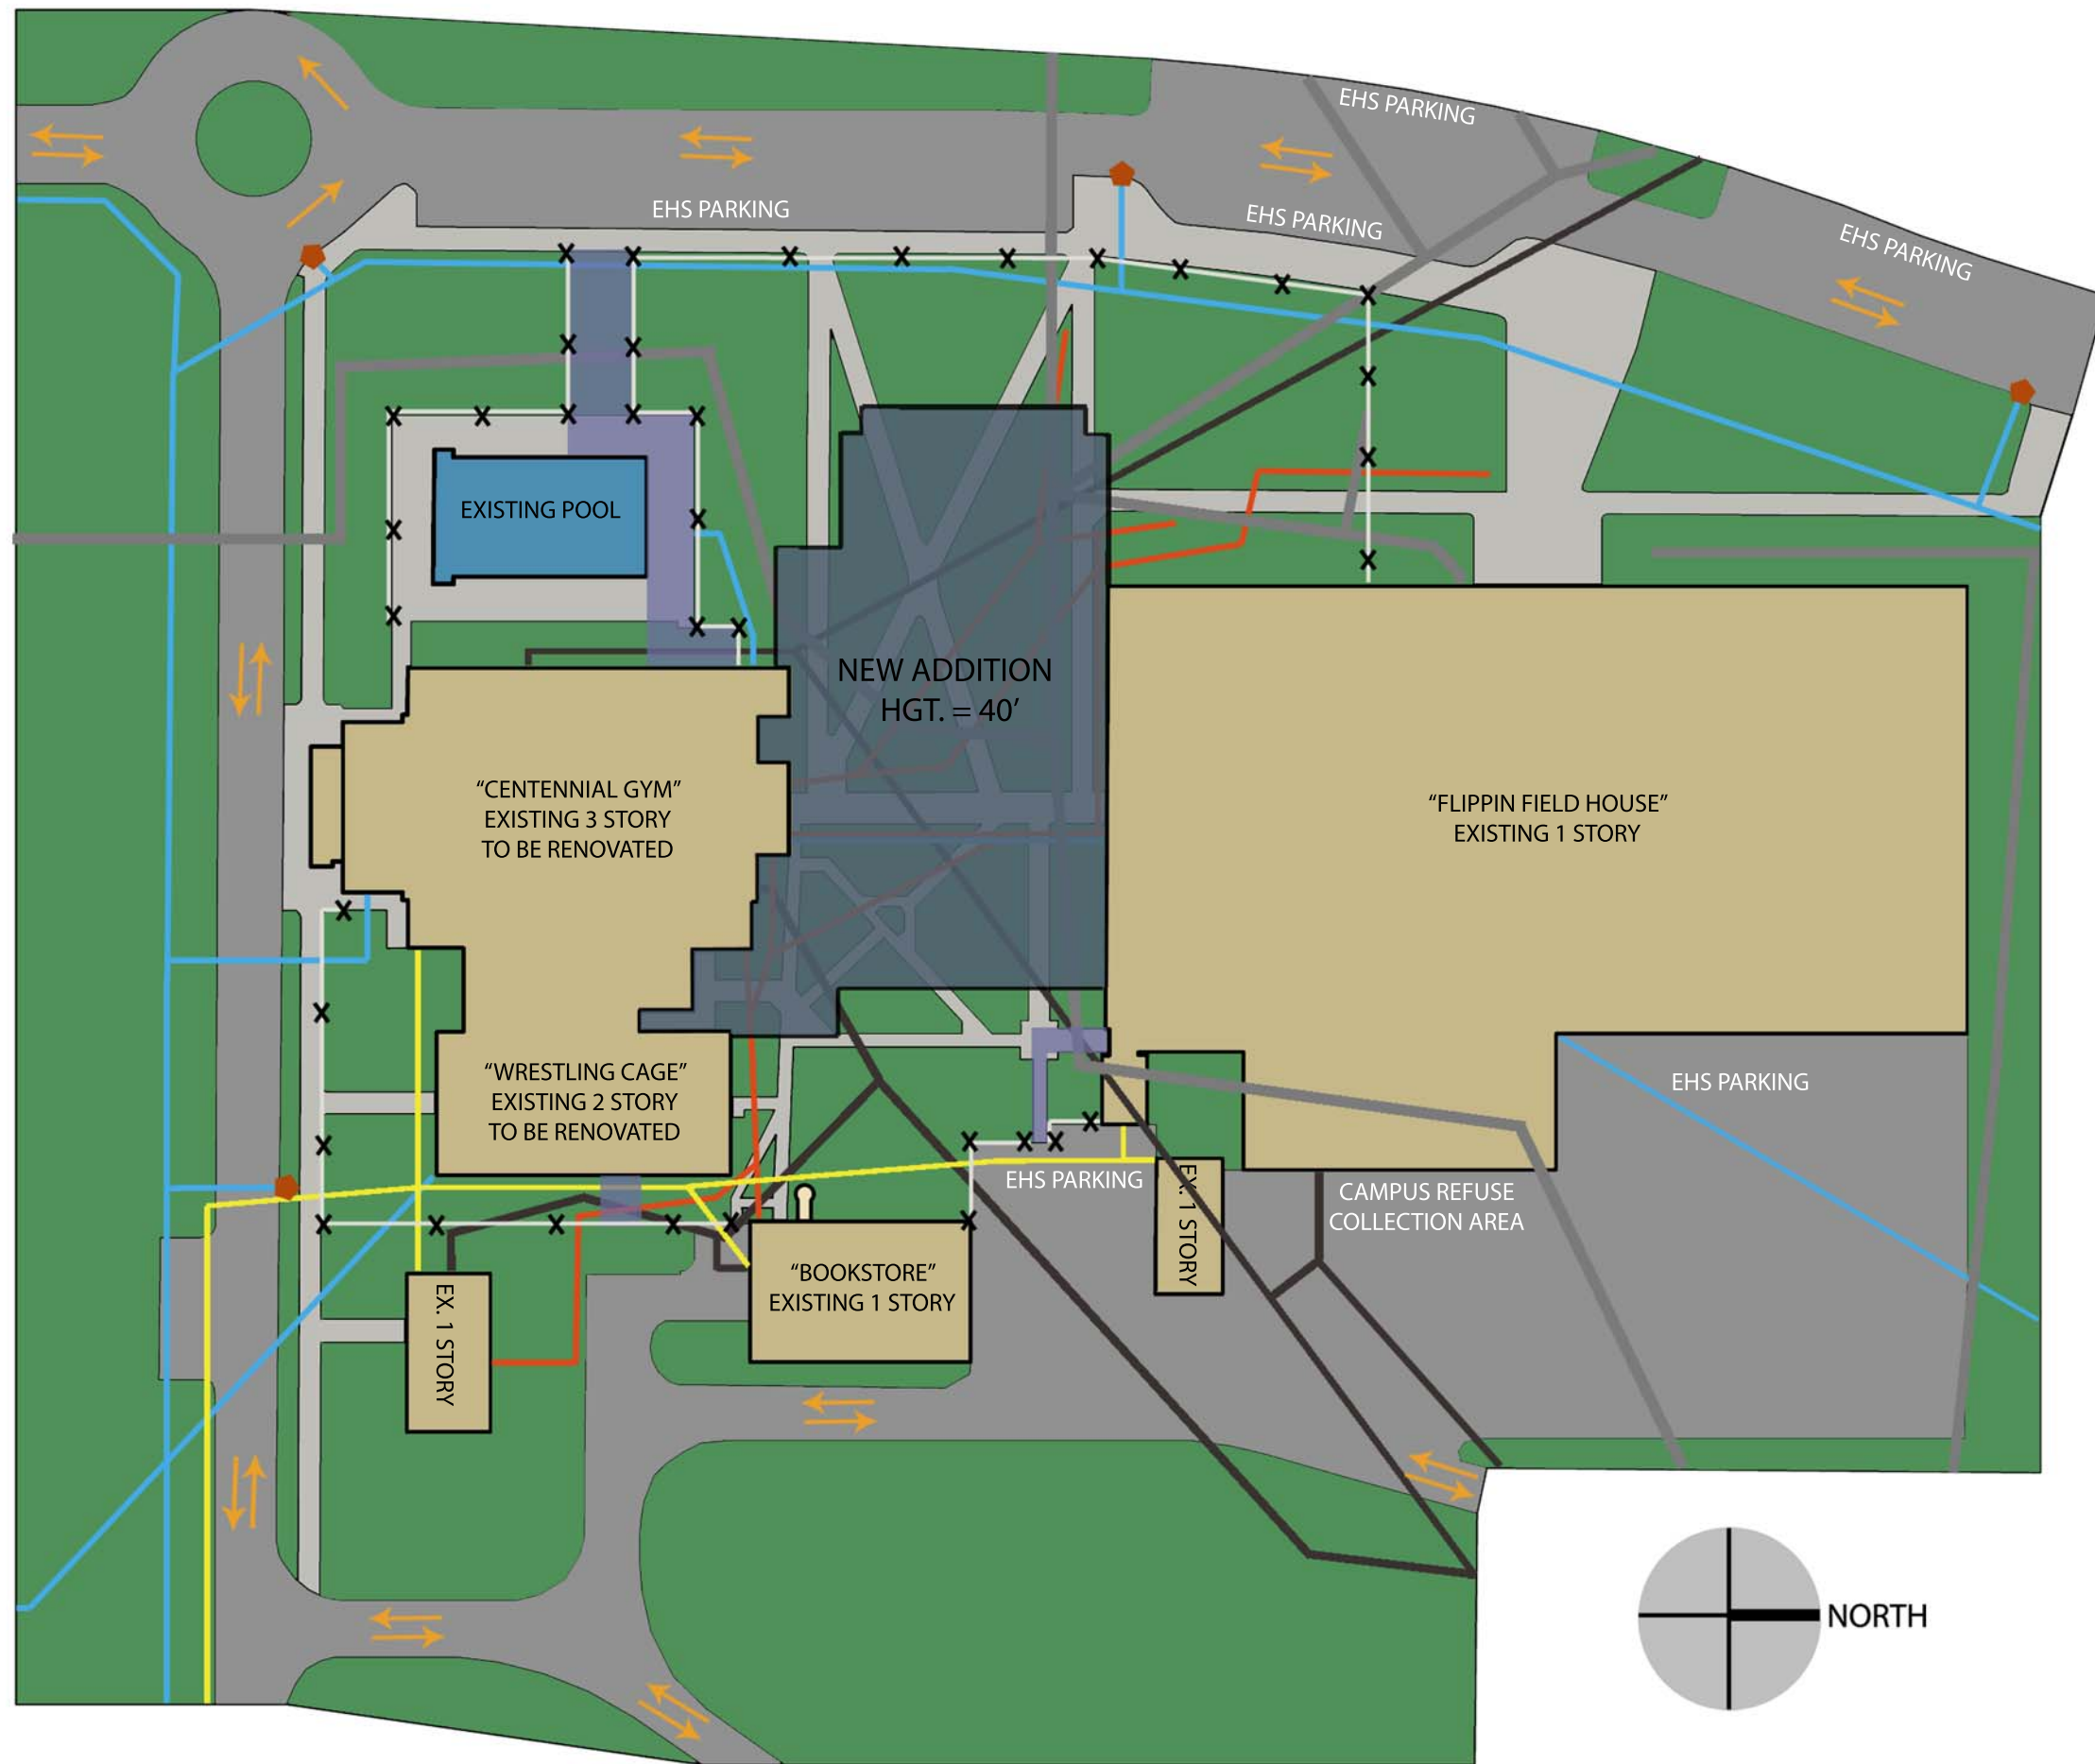 EHS PARKING
EHS PARKING
EHS PARKING
EHS PARKING
EXISTING POOL
NEW ADDITION
HGT. = 40’
“CENTENNIAL GYM”
EXISTING 3 STORY
TO BE RENOVATED
“FLIPPIN FIELD HOUSE”
EXISTING 1 STORY
“WRESTLING CAGE”
EXISTING 2 STORY
TO BE RENOVATED
EHS PARKING
EHS PARKING
EX. 1 STORY
CAMPUS REFUSE
COLLECTION AREA
“BOOKSTORE”
EXISTING 1 STORY
EX. 1 STORY
NORTH